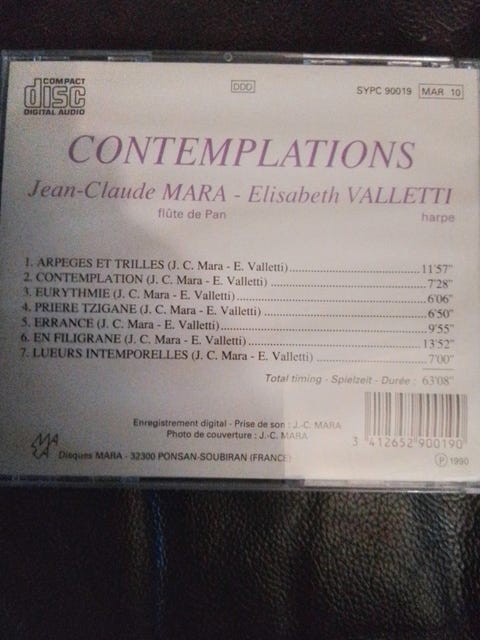 COMPACT
disc
DIGITAL AUDIO
DDD
SYPC 90019 MAR 10
CONTEMPLATIONS
Jean-Claude MARA - Elisabeth VALLETTI
flûte de Pan harpe
1. ARPEGES ET TRILLES (J. C. Mara - E. Valletti)....................................11'57"
2. CONTEMPLATION (J. C. Mara - E. Valletti)............................................7'28"
3. EURYTHMIE (J. C. Mara - E. Valletti)....................................................6'06"
4. PRIERE TZIGANE (J. C. Mara - E. Valletti)............................................6'50"
5. ERRANCE (J. C. Mara - E. Valletti)........................................................9'55"
6. EN FILIGRANE (J. C. Mara - E. Valletti)...............................................13'52"
7. LUEURS INTEMPORELLES (J. C. Mara - E. Valletti)...........................7'00"
Total timing - Spielzeit - Durée : 63'08"
Enregistrement digital - Prise de son : J.-C. MARA
Photo de couverture : J.-C. MARA
3 412652 900190
Disques MARA - 32300 PONSAN-SOUBIRAN (FRANCE)
℗ 1990